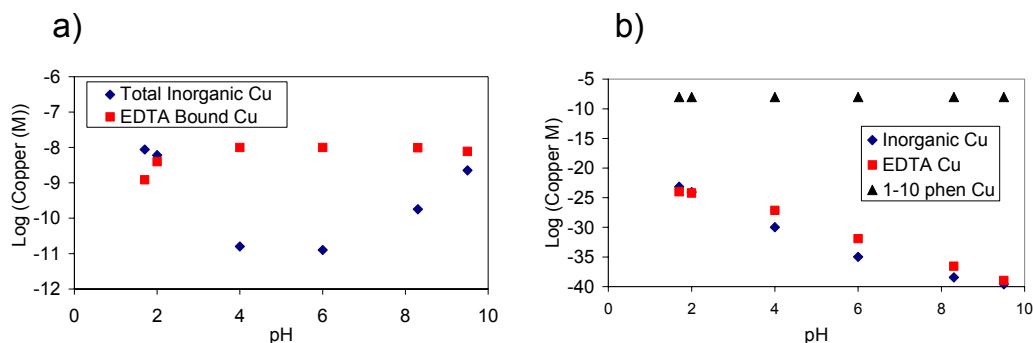 a)
Log (Copper (M))
-6
-7
-8
-9
-10
-11
-12
Total Inorganic Cu
EDTA Bound Cu
0 2 4 6 8 10
pH
b)
Log (Copper M)
-5
-10
-15
-20
-25
-30
-35
-40
Inorganic Cu
EDTA Cu
1-10 phen Cu
0 2 4 6 8 10
pH